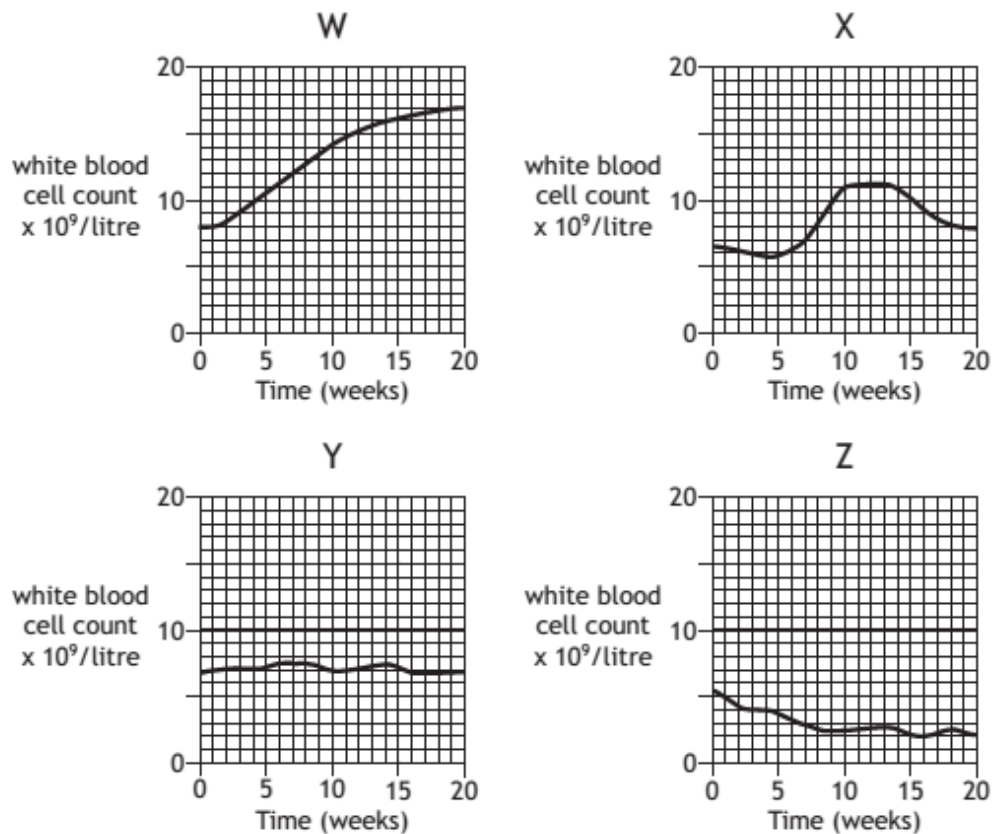 W
20
white blood
cell count
x 10⁹/litre
10
0
0 5 10 15 20
Time (weeks)
X
20
white blood
cell count
x 10⁹/litre
10
0
0 5 10 15 20
Time (weeks)
Y
20
white blood
cell count
x 10⁹/litre
10
0
0 5 10 15 20
Time (weeks)
Z
20
white blood
cell count
x 10⁹/litre
10
0
0 5 10 15 20
Time (weeks)